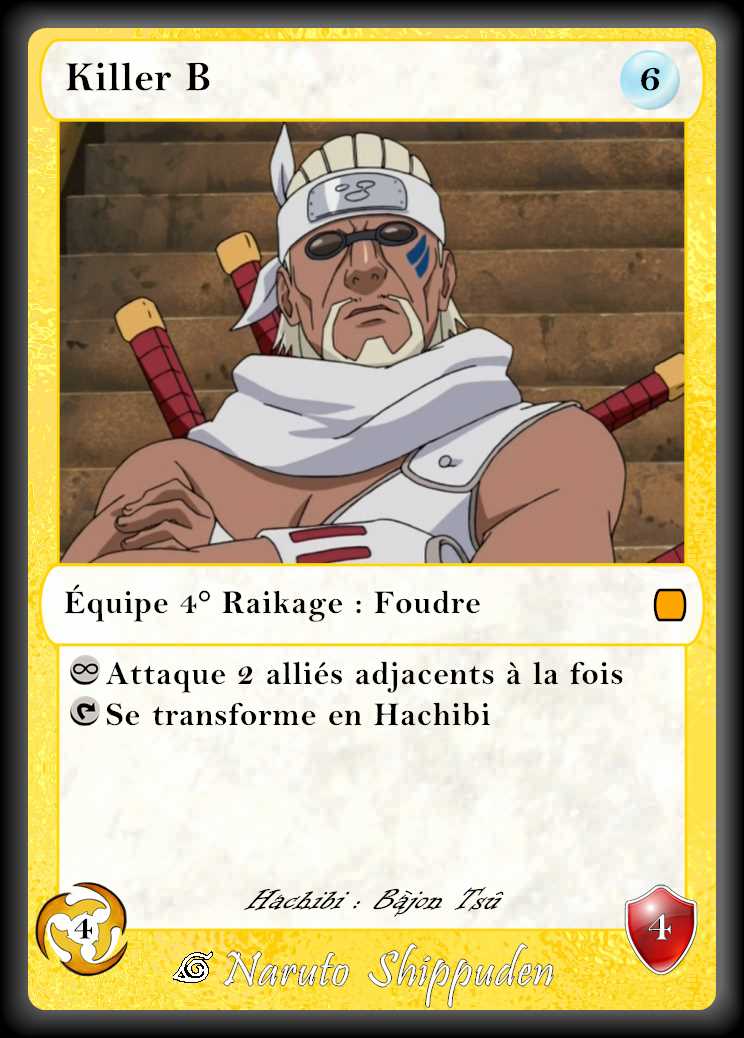 Killer B
6
Équipe 4° Raikage : Foudre
Attaque 2 alliés adjacents à la fois
Se transforme en Hachibi
Hachibi : Bàjon Tsû
4
4
Naruto Shippuden